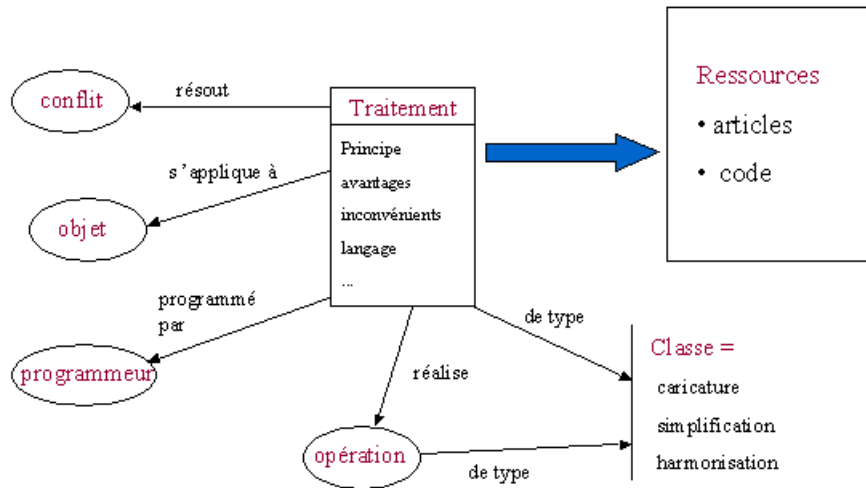 conflit
résout
Traitement
Principe
avantages
inconvénients
langage
...
Ressources
• articles
• code
s'applique à
objet
programmé
par
programmeur
réalise
opération
de type
de type
Classe =
caricature
simplification
harmonisation